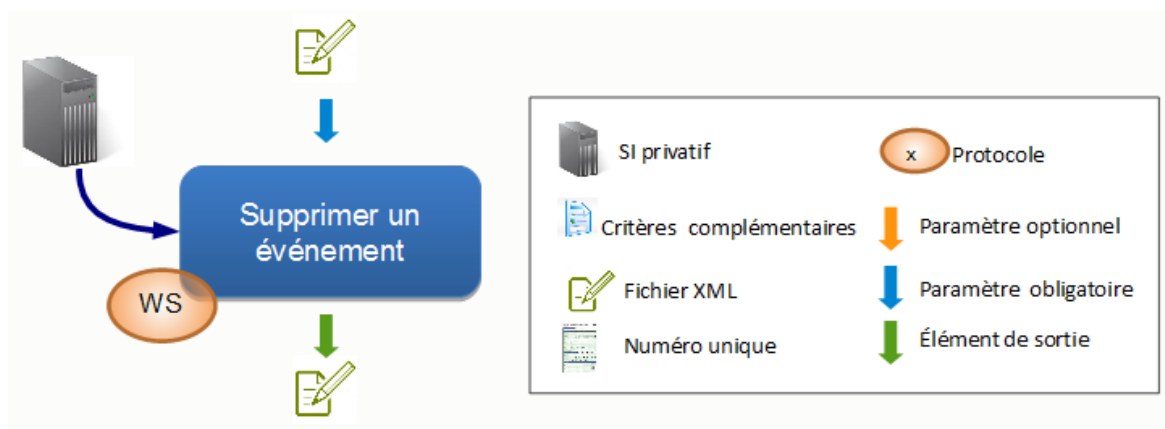 Supprimer un
événement
WS
SI privatif
x Protocole
Critères complémentaires
Paramètre optionnel
Fichier XML
Paramètre obligatoire
Numéro unique
Élément de sortie